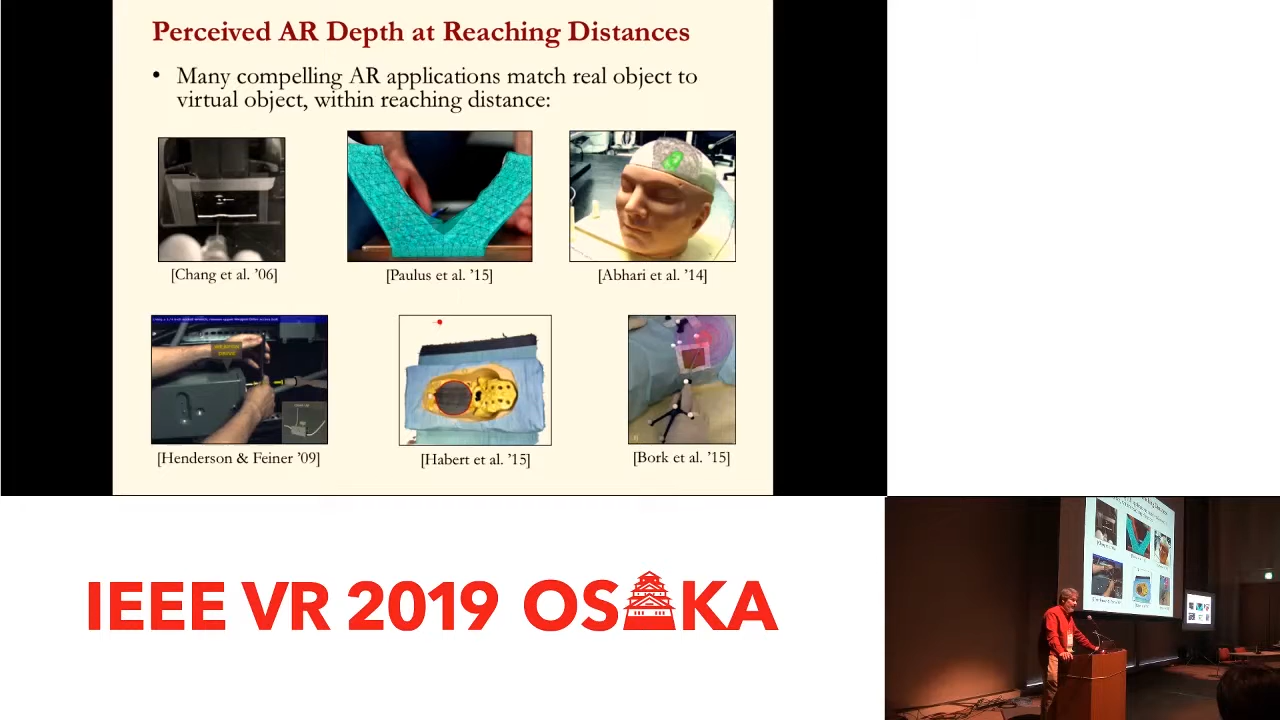 Perceived AR Depth at Reaching Distances
• Many compelling AR applications match real object to
virtual object, within reaching distance:
[Chang et al. ’06]
[Paulus et al. ’15]
[Abhari et al. ’14]
[Henderson & Feiner ’09]
[Habert et al. ’15]
[Bork et al. ’15]
IEEE VR 2019 OSAKA